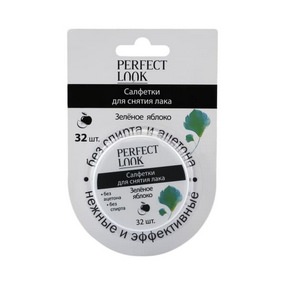 PERFECT
LOOK
Салфетки
для снятия лака
Зелёное яблоко
32 шт.
без спирта и ацетона
PERFECT
LOOK
Салфетки
для снятия лака
• без
ацетона
• без
спирта
Зелёное
яблоко
32 шт.
• нежные и эффективные •